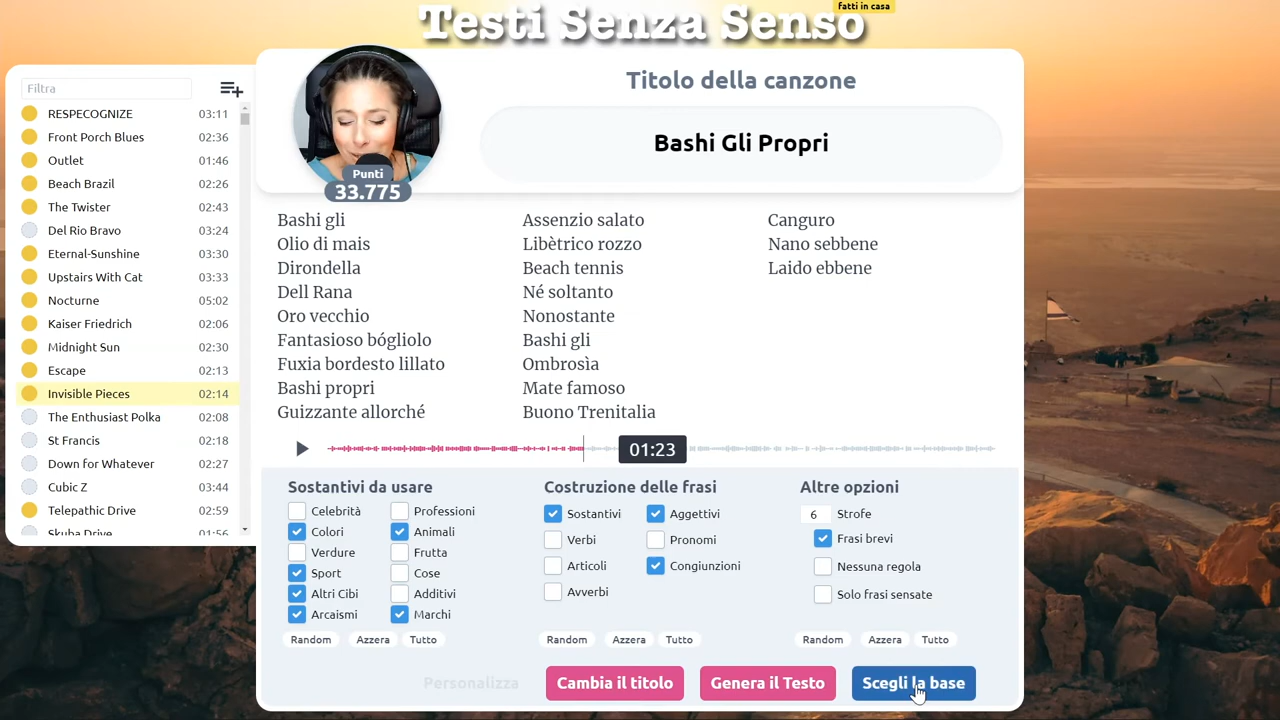 fatti in casa
Testi Senza Senso
Filtra
RESPECOGNIZE 03:11
Front Porch Blues 02:36
Outlet 01:46
Beach Brazil 02:26
The Twister 02:43
Del Rio Bravo 03:24
Eternal-Sunshine 03:30
Upstairs With Cat 03:33
Nocturne 05:02
Kaiser Friedrich 02:06
Midnight Sun 02:30
Escape 02:13
Invisible Pieces 02:14
The Enthusiast Polka 02:08
St Francis 02:18
Down for Whatever 02:27
Cubic Z 03:44
Telepathic Drive 02:59
Skuba Drive 01:56
Punti
33.775
Titolo della canzone
Bashi Gli Propri
Bashi gli
Olio di mais
Dirondella
Dell Rana
Oro vecchio
Fantasioso bógliolo
Fuxia bordesto lillato
Bashi propri
Guizzante allorché
Assenzio salato
Libètrico rozzo
Beach tennis
Né soltanto
Nonostante
Bashi gli
Ombrosìa
Mate famoso
Buono Trenitalia
Canguro
Nano sebbene
Laido ebbene
01:23
Sostantivi da usare
Celebrità Professioni
Colori Animali
Verdure Frutta
Sport Cose
Altri Cibi Additivi
Arcaismi Marchi
Random Azzera Tutto
Costruzione delle frasi
Sostantivi Aggettivi
Verbi Pronomi
Articoli Congiunzioni
Avverbi
Random Azzera Tutto
Altre opzioni
6 Strofe
Frasi brevi
Nessuna regola
Solo frasi sensate
Random Azzera Tutto
Personalizza Cambia il titolo Genera il Testo Scegli la base